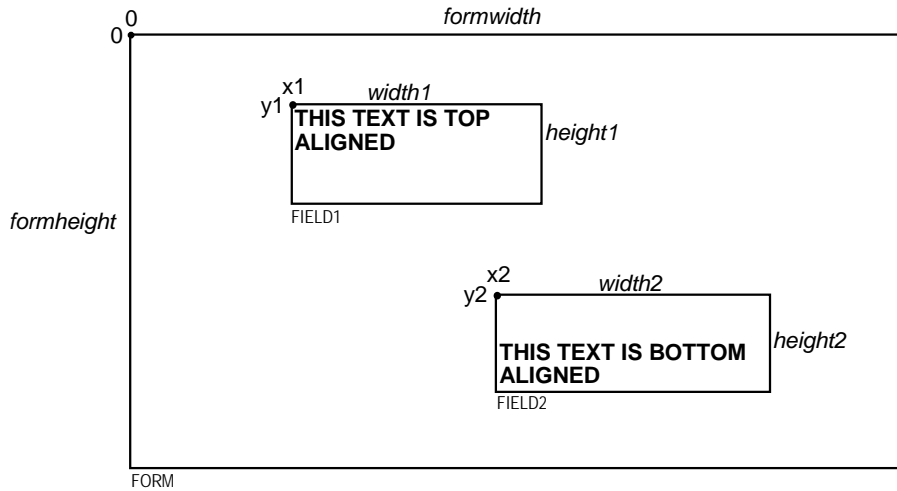 0
formwidth
0
x1
width1
y1
THIS TEXT IS TOP
ALIGNED
height1
FIELD1
formheight
x2
width2
y2
THIS TEXT IS BOTTOM
ALIGNED
height2
FIELD2
FORM